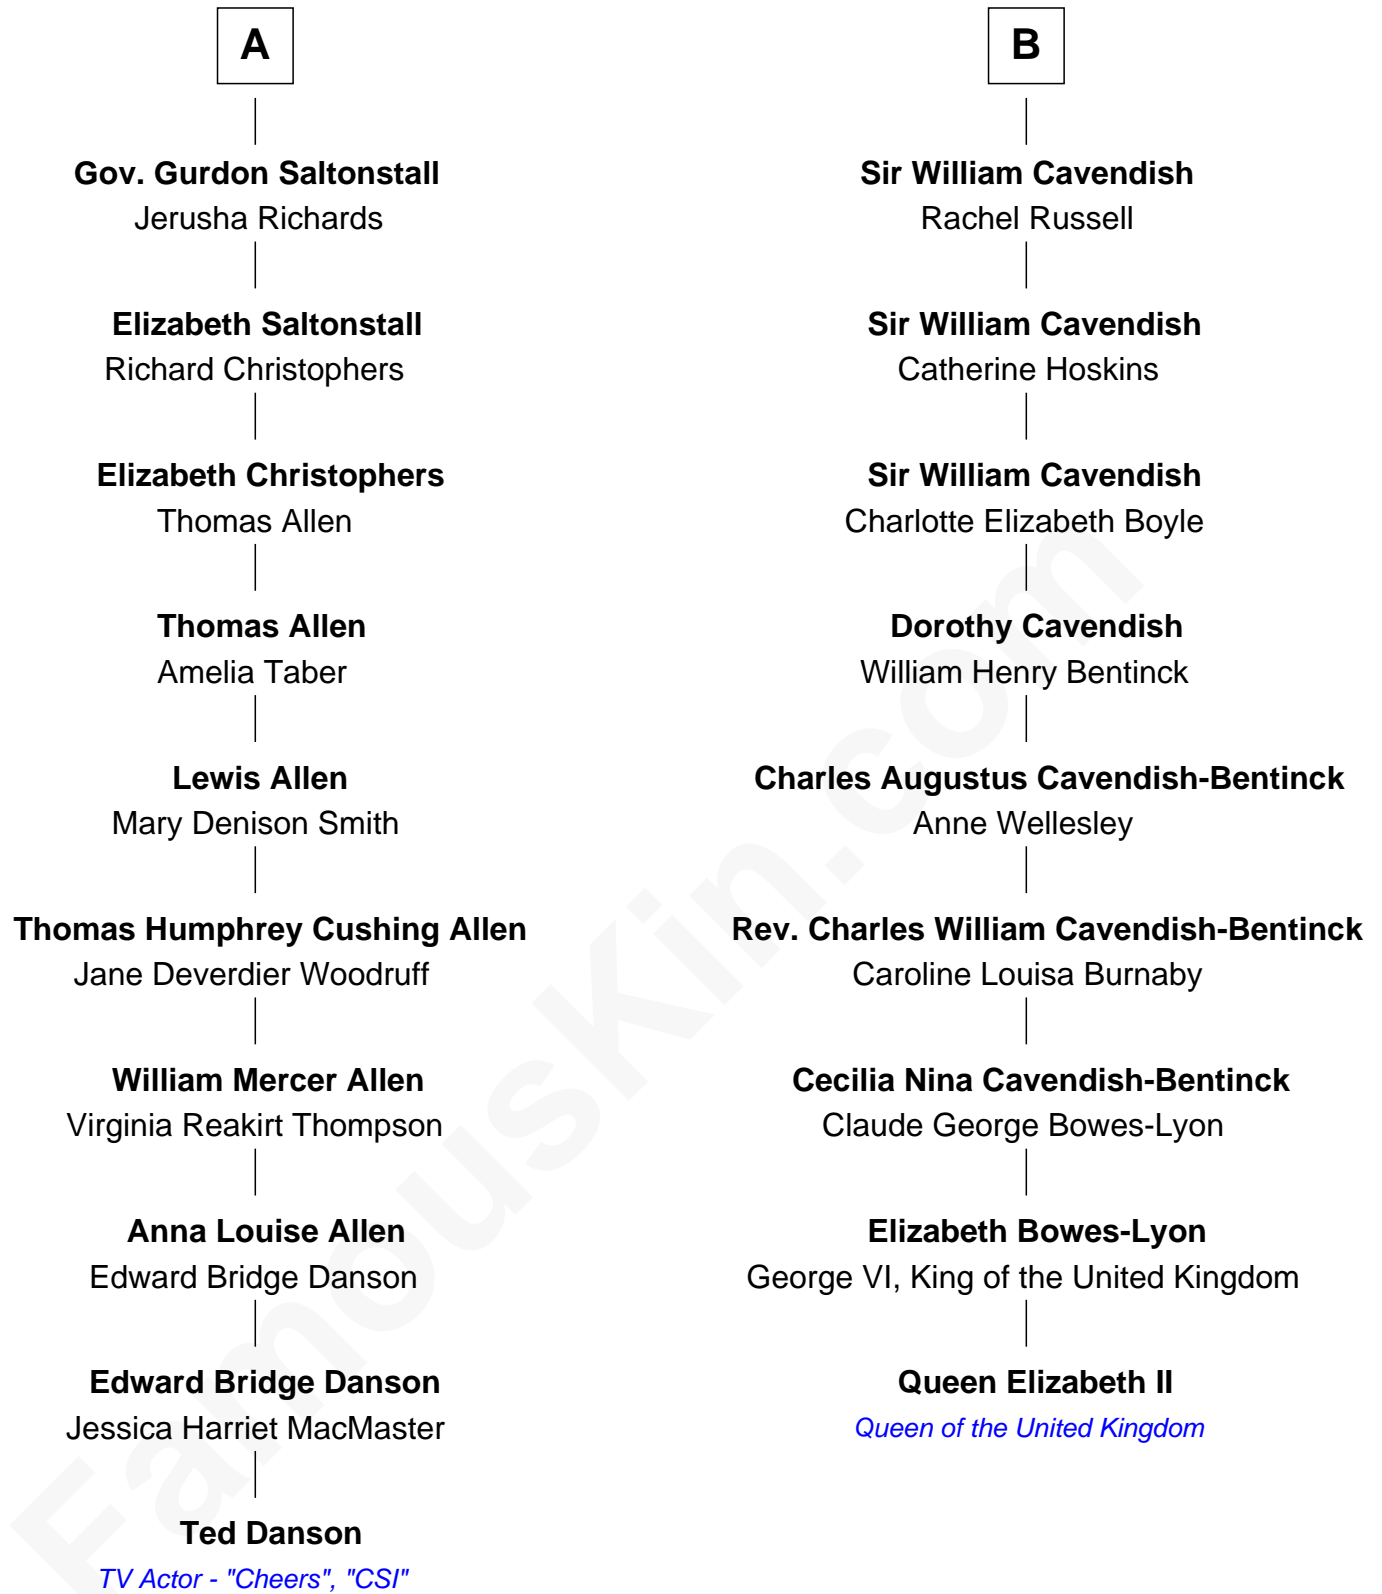 A
Gov. Gurdon Saltonstall
Jerusha Richards
Elizabeth Saltonstall
Richard Christophers
Elizabeth Christophers
Thomas Allen
Thomas Allen
Amelia Taber
Lewis Allen
Mary Denison Smith
Thomas Humphrey Cushing Allen
Jane Deverdier Woodruff
William Mercer Allen
Virginia Reakirt Thompson
Anna Louise Allen
Edward Bridge Danson
Edward Bridge Danson
Jessica Harriet MacMaster
Ted Danson
TV Actor - "Cheers", "CSI"
B
Sir William Cavendish
Rachel Russell
Sir William Cavendish
Catherine Hoskins
Sir William Cavendish
Charlotte Elizabeth Boyle
Dorothy Cavendish
William Henry Bentinck
Charles Augustus Cavendish-Bentinck
Anne Wellesley
Rev. Charles William Cavendish-Bentinck
Caroline Louisa Burnaby
Cecilia Nina Cavendish-Bentinck
Claude George Bowes-Lyon
Elizabeth Bowes-Lyon
George VI, King of the United Kingdom
Queen Elizabeth II
Queen of the United Kingdom
FamousKin.com